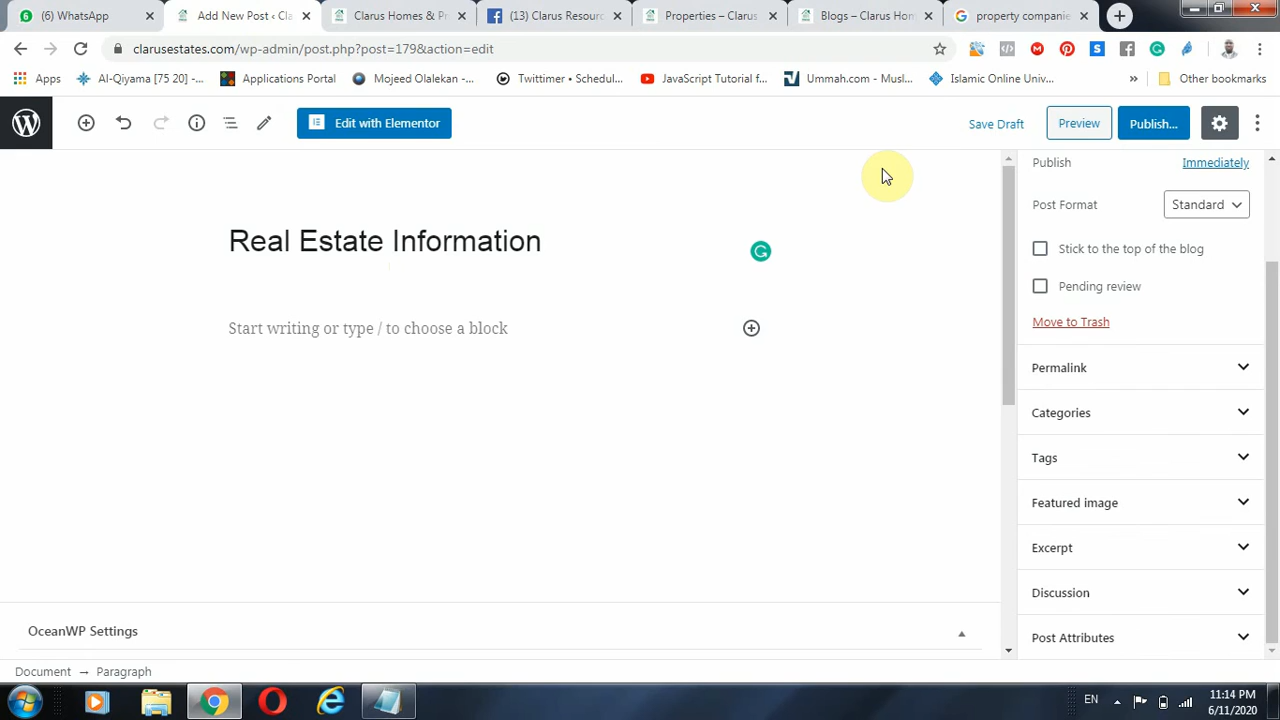 (6) WhatsApp
Add New Post ‹ Cla
Clarus Homes & Pr
(13) Clarus Resour
Properties – Clarus
Blogs – Clarus Hom
property companie
clarusestates.com/wp-admin/post.php?post=179&action=edit
Apps
Al-Qiyama [75 20] -...
Applications Portal
Mojeed Olalekan -...
Twittimer • Schedul...
JavaScript Tutorial f...
Ummah.com - Musl...
Islamic Online Univ...
»
Other bookmarks
Edit with Elementor
Save Draft
Preview
Publish...
Publish
Immediately
Post Format
Standard
Real Estate Information
Stick to the top of the blog
Pending review
Start writing or type / to choose a block
Move to Trash
Permalink
Categories
Tags
Featured image
Excerpt
Discussion
OceanWP Settings
Post Attributes
Document → Paragraph
EN
11:14 PM
6/11/2020